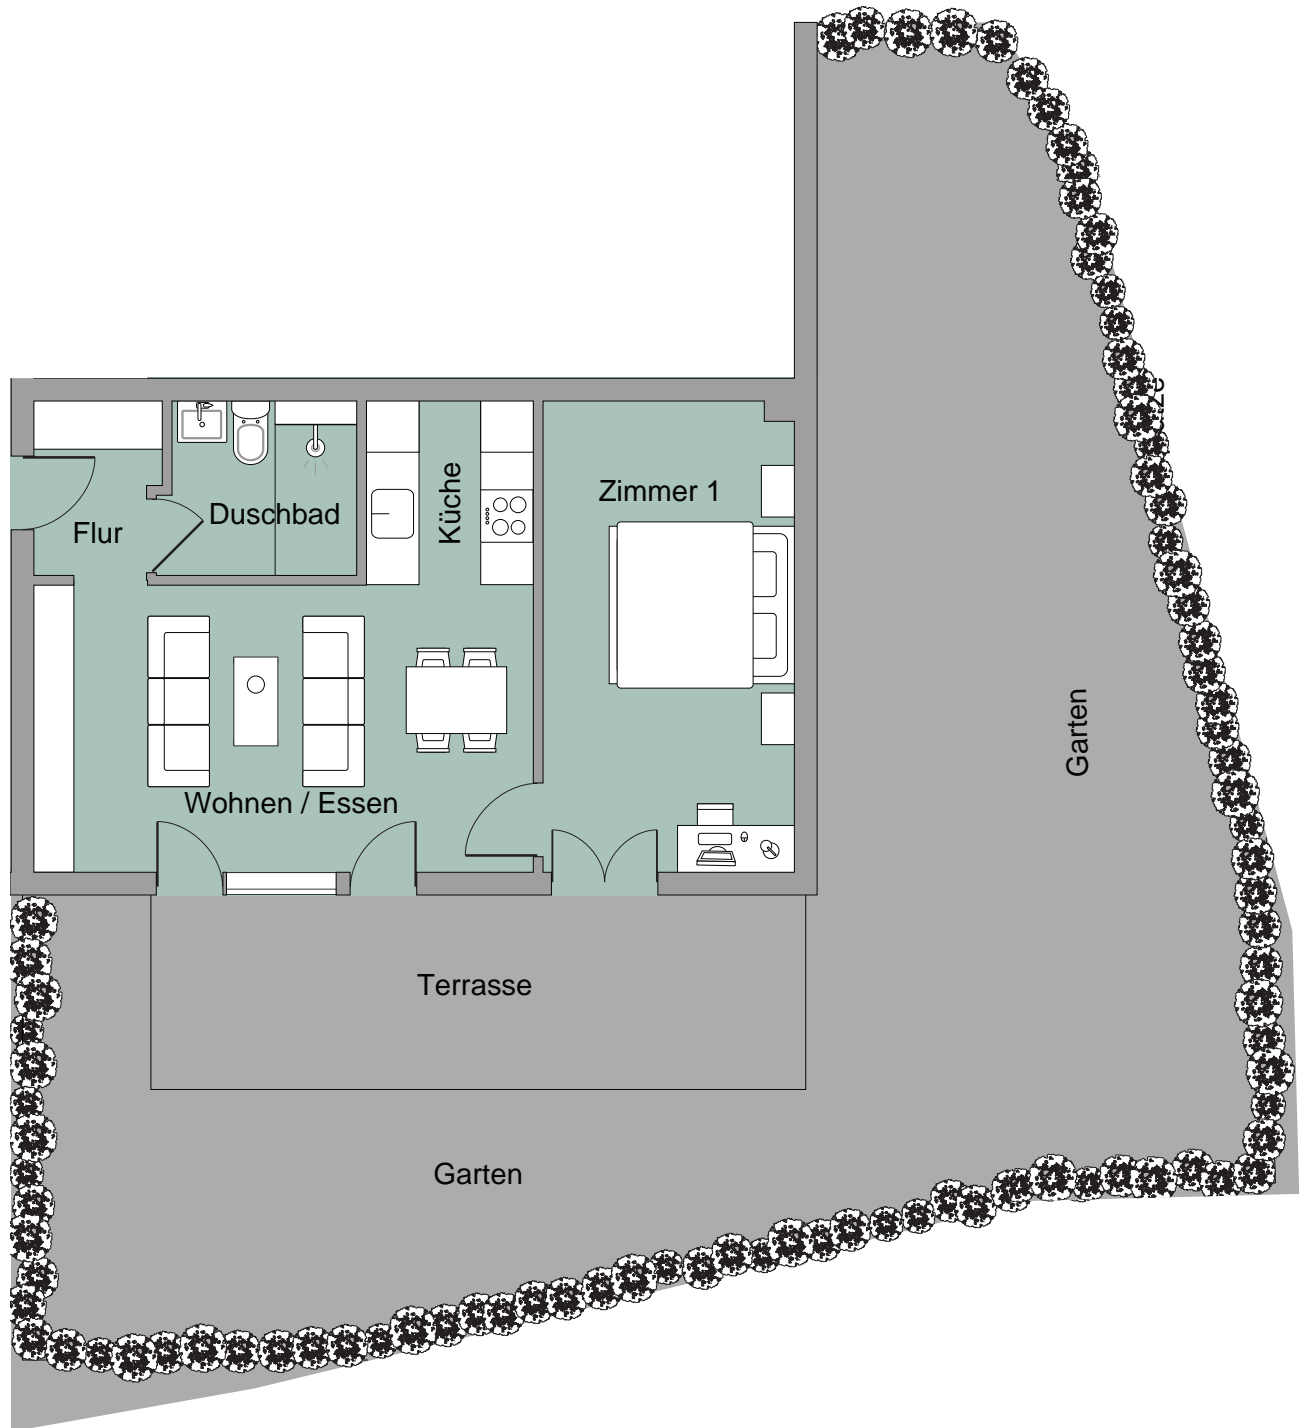 Zimmer 1
Küche
Duschbad
Flur
Garten
Wohnen / Essen
Terrasse
Garten